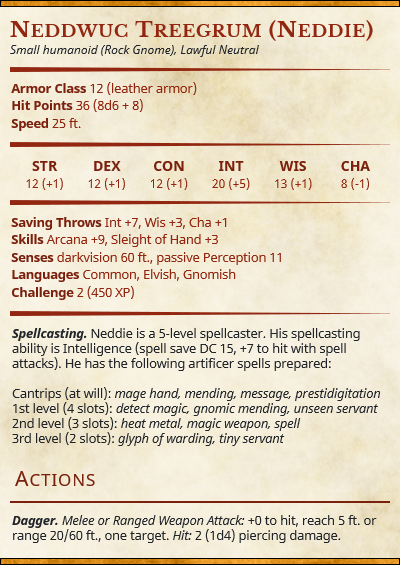 Neddwuc Treegrum (Neddie)
Small humanoid (Rock Gnome), Lawful Neutral
Armor Class 12 (leather armor)
Hit Points 36 (8d6 + 8)
Speed 25 ft.
STR DEX CON INT WIS CHA
12 (+1) 12 (+1) 12 (+1) 20 (+5) 13 (+1) 8 (-1)
Saving Throws Int +7, Wis +3, Cha +1
Skills Arcana +9, Sleight of Hand +3
Senses darkvision 60 ft., passive Perception 11
Languages Common, Elvish, Gnomish
Challenge 2 (450 XP)
Spellcasting. Neddie is a 5-level spellcaster. His spellcasting
ability is Intelligence (spell save DC 15, +7 to hit with spell
attacks). He has the following artificer spells prepared:
Cantrips (at will): mage hand, mending, message, prestidigitation
1st level (4 slots): detect magic, gnomic mending, unseen servant
2nd level (3 slots): heat metal, magic weapon, spell
3rd level (2 slots): glyph of warding, tiny servant
Actions
Dagger. Melee or Ranged Weapon Attack: +0 to hit, reach 5 ft. or
range 20/60 ft., one target. Hit: 2 (1d4) piercing damage.